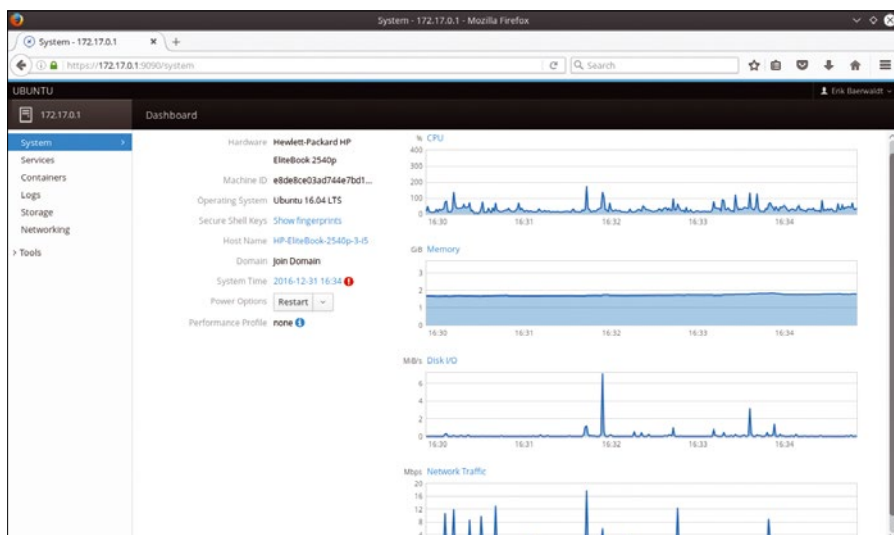 System - 172.17.0.1 - Mozilla Firefox
System - 172.17.0.1 × +
https://172.17.0.1:9090/system Search
UBUNTU Erik Baerwaldt
172.17.0.1 Dashboard
System
Services
Containers
Logs
Storage
Networking
> Tools
Hardware Hewlett-Packard HP
EliteBook 2540p
Machine ID e8de8ce03ad744e7bd1...
Operating System Ubuntu 16.04 LTS
Secure Shell Keys Show fingerprints
Host Name HP-EliteBook-2540p-3-i5
Domain Join Domain
System Time 2016-12-31 16:34
Power Options Restart
Performance Profile none
% CPU
400
300
200
100
0
16:30 16:31 16:32 16:33 16:34
GiB Memory
3
2
1
0
16:30 16:31 16:32 16:33 16:34
MiB/s Disk I/O
6
4
2
0
16:30 16:31 16:32 16:33 16:34
Mbps Network Traffic
20
16
12
8
4